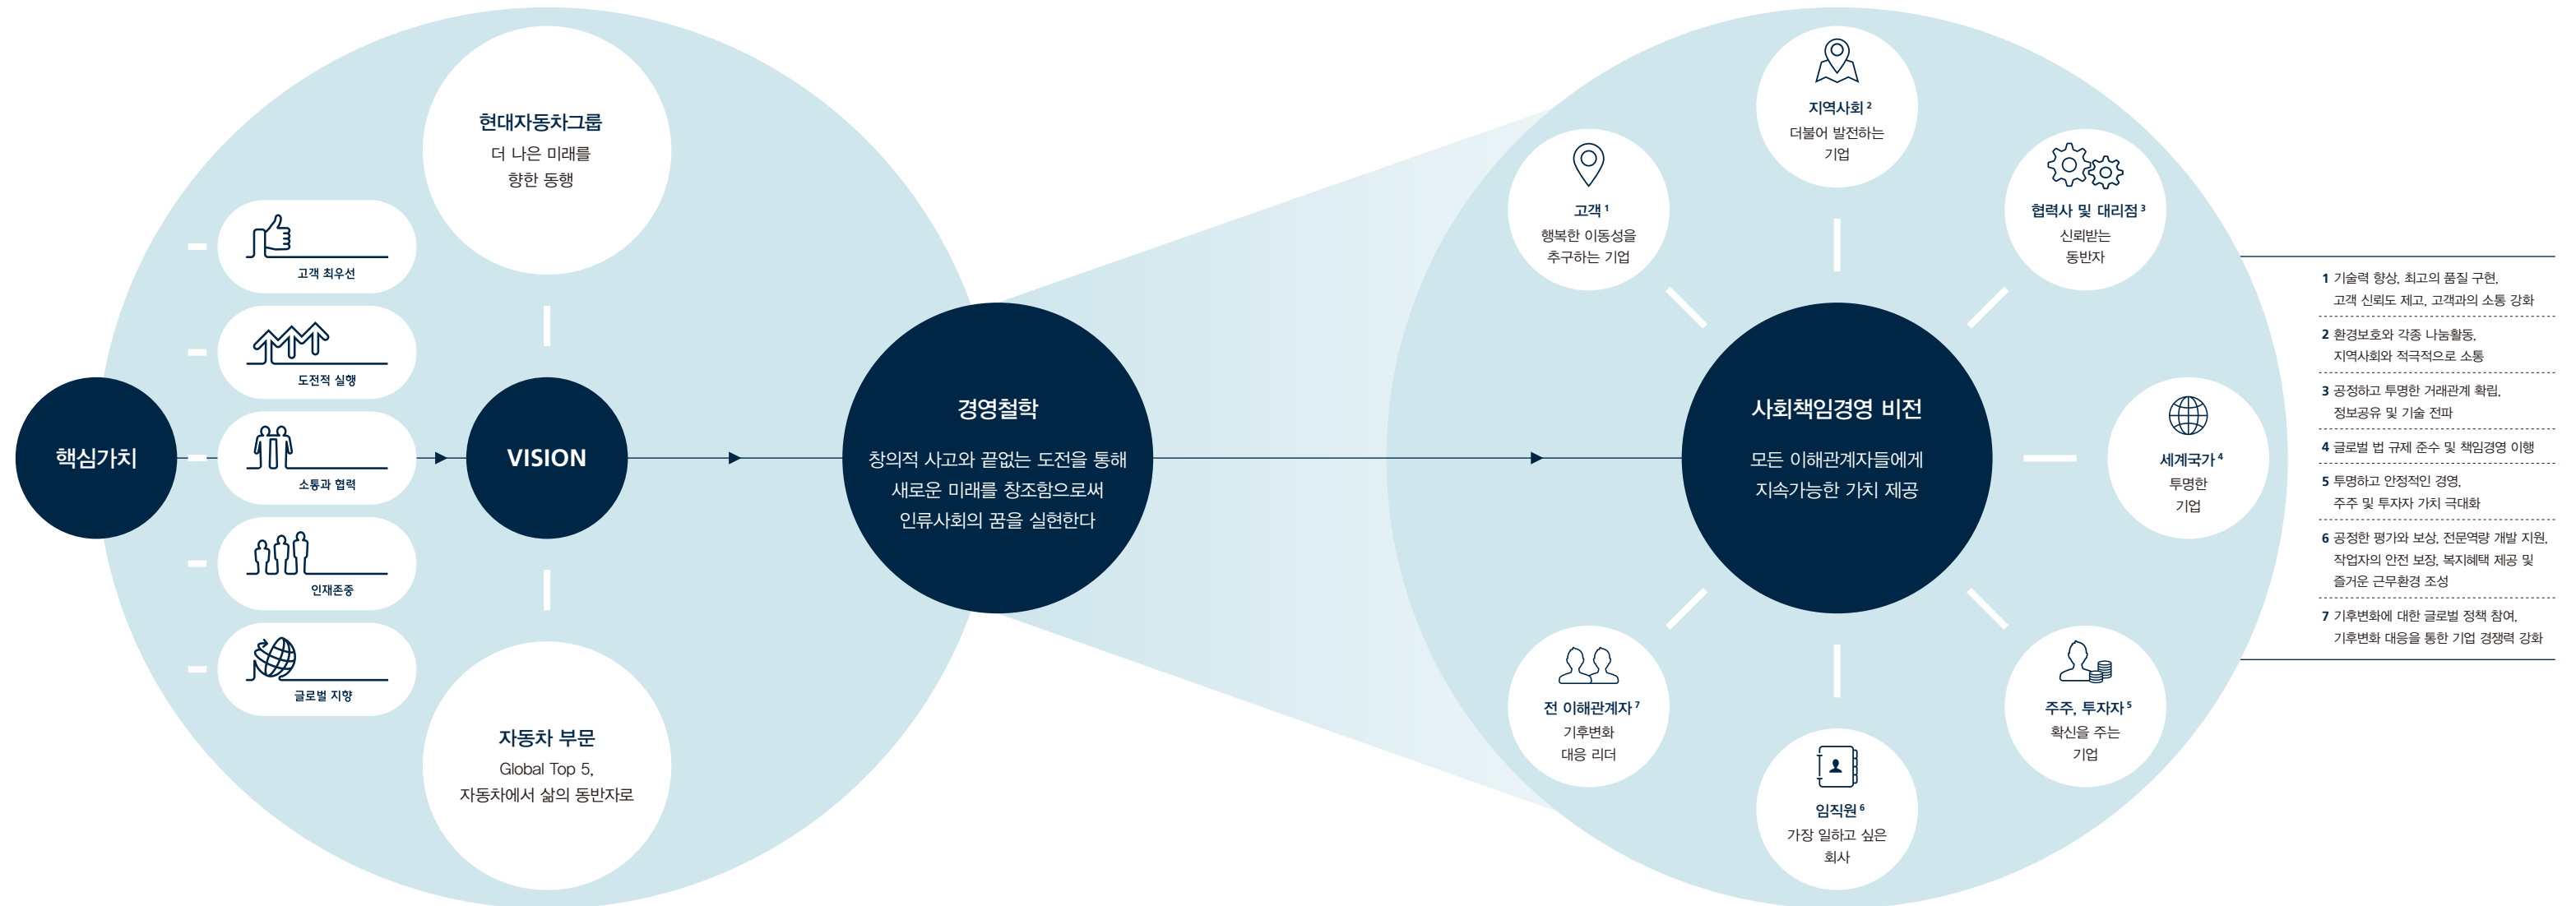 핵심가치
고객 최우선
도전적 실행
소통과 협력
인재존중
글로벌 지향
현대자동차그룹
더 나은 미래를
향한 동행
VISION
자동차 부문
Global Top 5,
자동차에서 삶의 동반자로
경영철학
창의적 사고와 끝없는 도전을 통해
새로운 미래를 창조함으로써
인류사회의 꿈을 실현한다
사회책임경영 비전
모든 이해관계자들에게
지속가능한 가치 제공
고객 1
행복한 이동성을
추구하는 기업
지역사회 2
더불어 발전하는
기업
협력사 및 대리점 3
신뢰받는
동반자
세계국가 4
투명한
기업
주주, 투자자 5
확신을 주는
기업
임직원 6
가장 일하고 싶은
회사
전 이해관계자 7
기후변화
대응 리더
1 기술력 향상, 최고의 품질 구현,
고객 신뢰도 제고, 고객과의 소통 강화
2 환경보호와 각종 나눔활동,
지역사회와 적극적으로 소통
3 공정하고 투명한 거래관계 확립,
정보공유 및 기술 전파
4 글로벌 법 규제 준수 및 책임경영 이행
5 투명하고 안정적인 경영,
주주 및 투자자 가치 극대화
6 공정한 평가와 보상, 전문역량 개발 지원,
작업자의 안전 보장, 복지혜택 제공 및
즐거운 근무환경 조성
7 기후변화에 대한 글로벌 정책 참여,
기후변화 대응을 통한 기업 경쟁력 강화